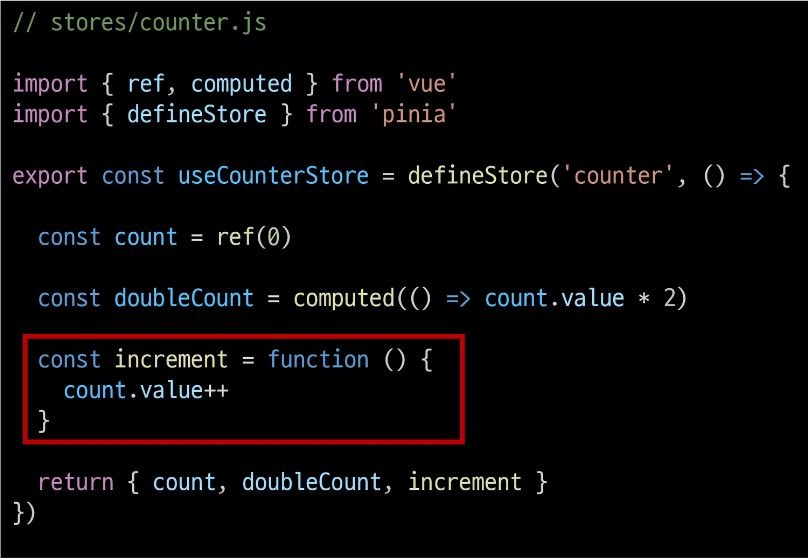 // stores/counter.js
import { ref, computed } from 'vue'
import { defineStore } from 'pinia'
export const useCounterStore = defineStore('counter', () => {
  const count = ref(0)
  const doubleCount = computed(() => count.value * 2)
  const increment = function () {
    count.value++
  }
  return { count, doubleCount, increment }
})